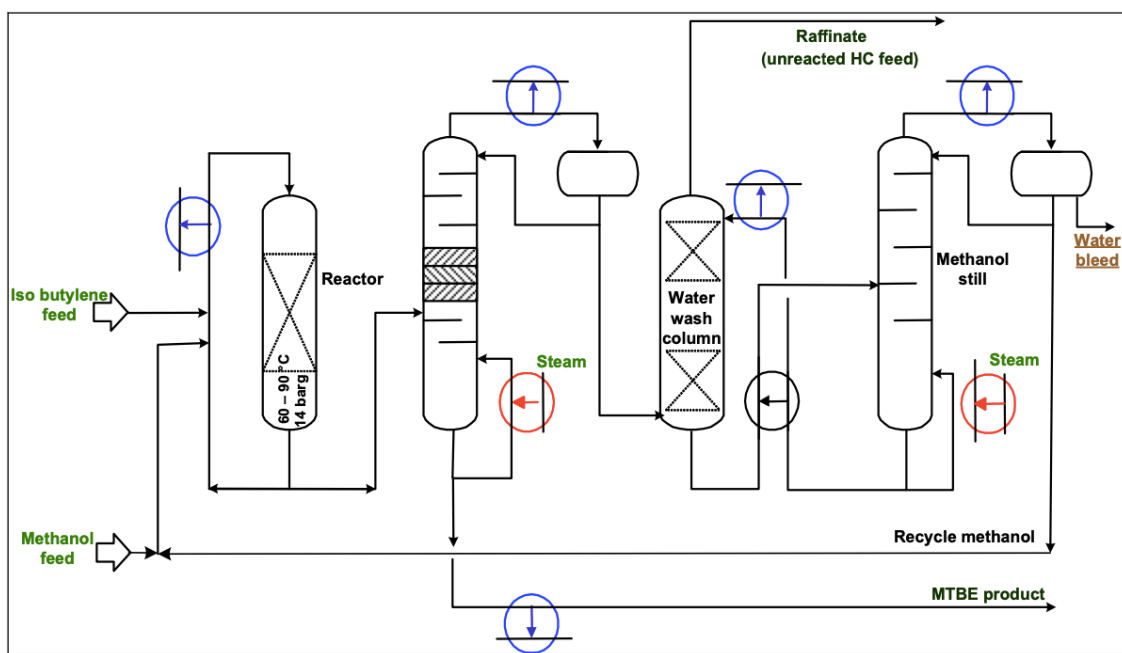 Raffinate
(unreacted HC feed)
Reactor
Iso butylene
feed
60 – 90 °C
14 barg
Steam
Water
wash
column
Methanol
still
Water
bleed
Steam
Methanol
feed
Recycle methanol
MTBE product